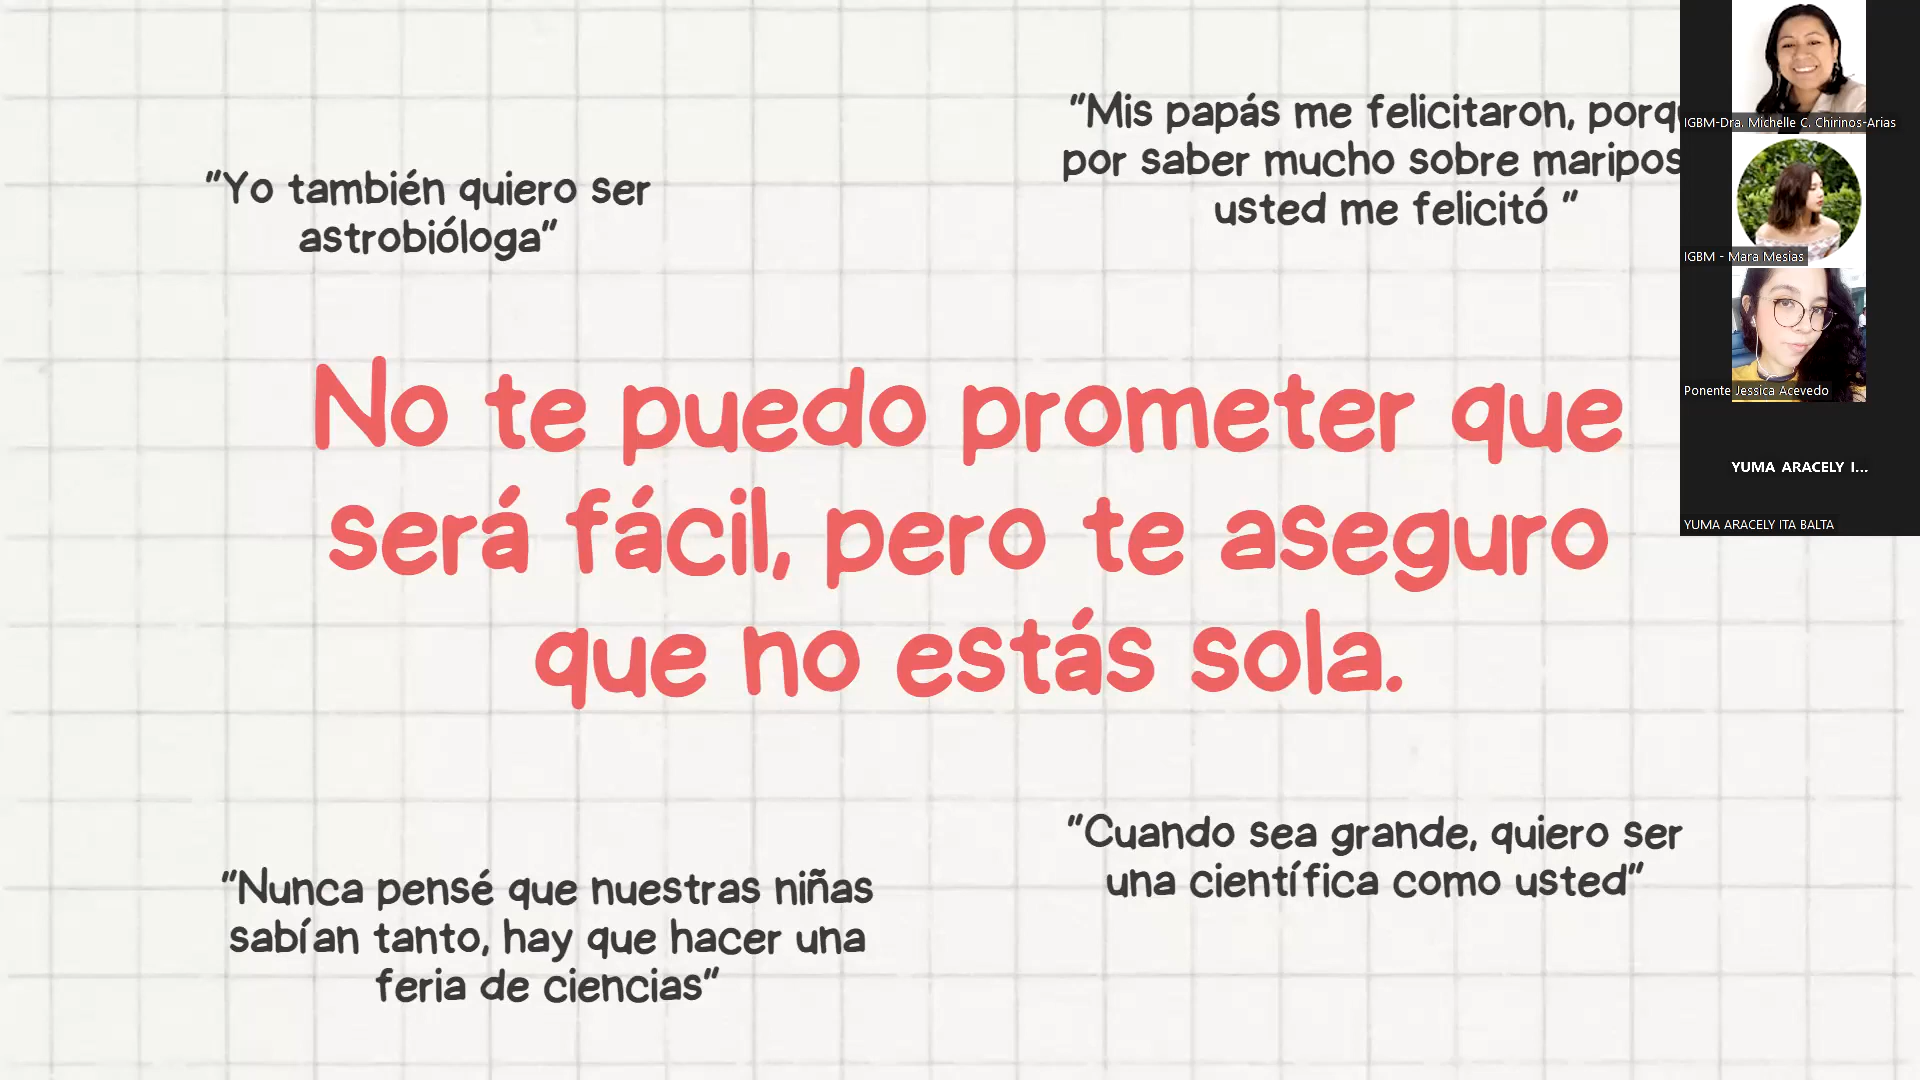 "Yo también quiero ser
astrobióloga"
"Mis papás me felicitaron,
por saber mucho sobre
usted me felicitó "
No te puedo prometer que
será fácil, pero te aseguro
que no estás sola.
"Nunca pensé que nuestras niñas
sabían tanto, hay que hacer una
feria de ciencias"
"Cuando sea grande, quiero ser
una científica como usted"
IGBM-Dra. Michelle C. Chirinos-Arias
IGBM - Mara Mesias
Ponente Jessica Acevedo
YUMA ARACELY I...
YUMA ARACELY ITA BALTA